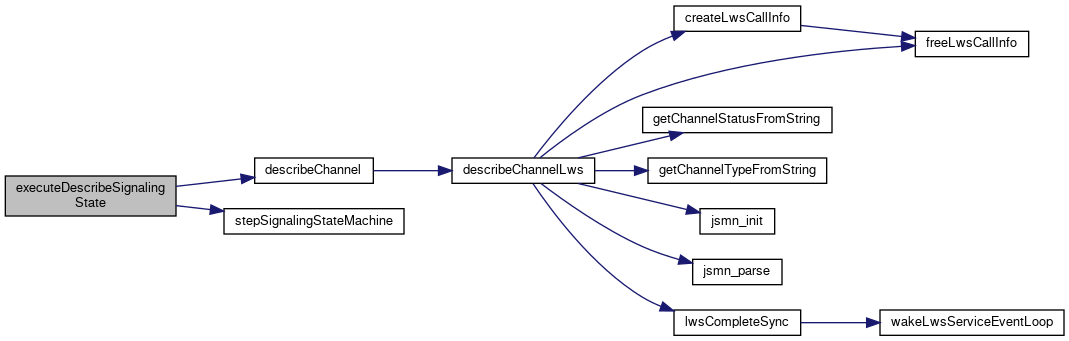 executeDescribeSignaling
State
describeChannel
stepSignalingStateMachine
describeChannelLws
createLwsCallInfo
freeLwsCallInfo
getChannelStatusFromString
getChannelTypeFromString
jsmn_init
jsmn_parse
lwsCompleteSync
wakeLwsServiceEventLoop